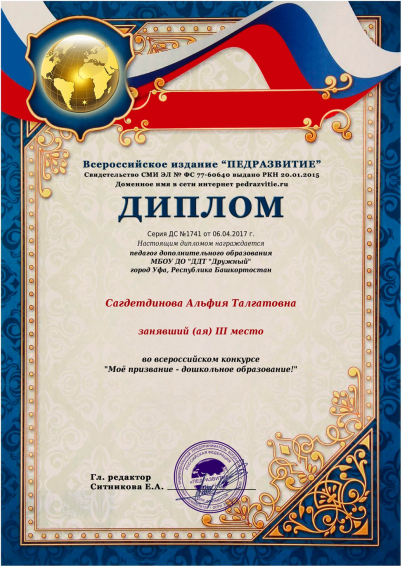 Всероссийское издание “ПЕДРАЗВИТИЕ”
Свидетельство СМИ ЭЛ № ФС 77-60640 выдано РКН 20.01.2015
Доменное имя в сети интернет pedrazvitie.ru
ДИПЛОМ
Серия ДС №1741 от 06.04.2017 г.
Настоящим дипломом награждается
педагог дополнительного образования
МБОУ ДО "ДДТ "Дружный"
город Уфа, Республика Башкортостан
Сагдетдинова Альфия Талгатовна
занявший (ая) III место
во всероссийском конкурсе
"Моё призвание - дошкольное образование!"
Гл. редактор
Ситникова Е.А.
"ПЕДРАЗВИТИЕ"